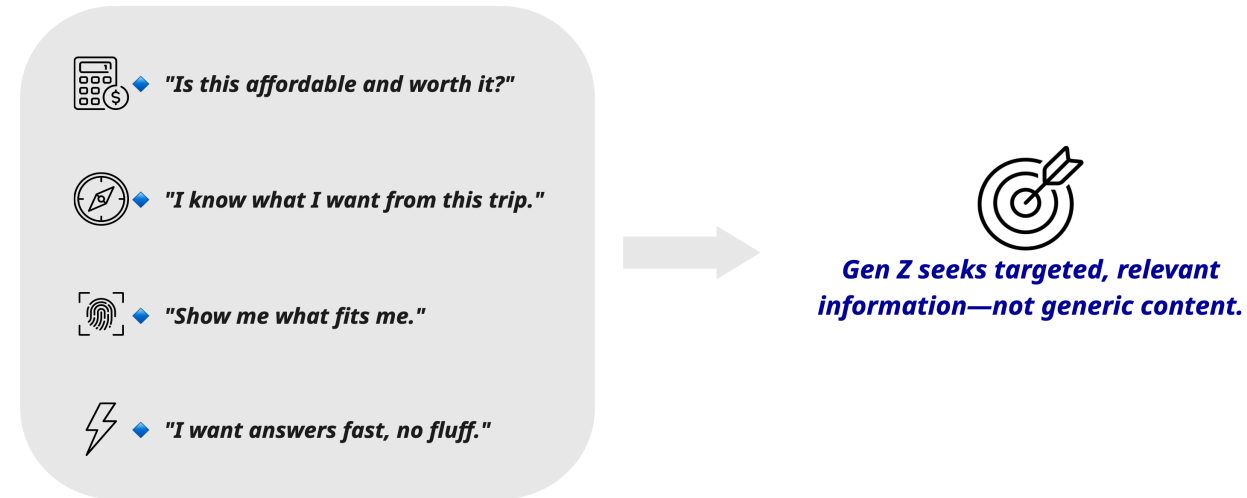 "Is this affordable and worth it?"
"I know what I want from this trip."
"Show me what fits me."
"I want answers fast, no fluff."
Gen Z seeks targeted, relevant
information—not generic content.